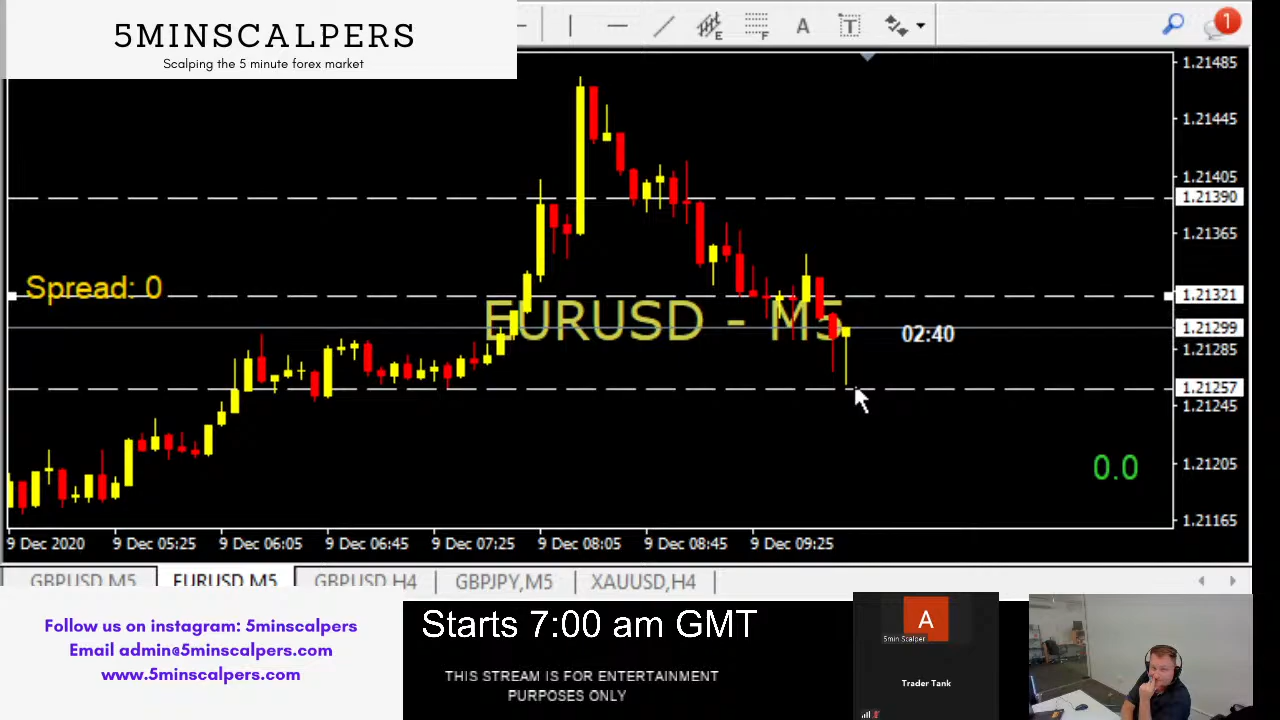 5MINSCALPERS
Scalping the 5 minute forex market
E
F
A
T
1
1.21485
1.21445
1.21405
1.21390
1.21365
Spread: 0
1.21321
EURUSD - M5
02:40
1.21299
1.21285
1.21257
1.21245
0.0
1.21205
1.21165
9 Dec 2020 9 Dec 05:25 9 Dec 06:05 9 Dec 06:45 9 Dec 07:25 9 Dec 08:05 9 Dec 08:45 9 Dec 09:25
GBPUSD,M5 EURUSD,M5 GBPUSD,H4 GBPJPY,M5 XAUUSD,H4
Follow us on instagram: 5minscalpers
Email admin@5minscalpers.com
www.5minscalpers.com
Starts 7:00 am GMT
THIS STREAM IS FOR ENTERTAINMENT
PURPOSES ONLY
A
5min Scalper
Trader Tank